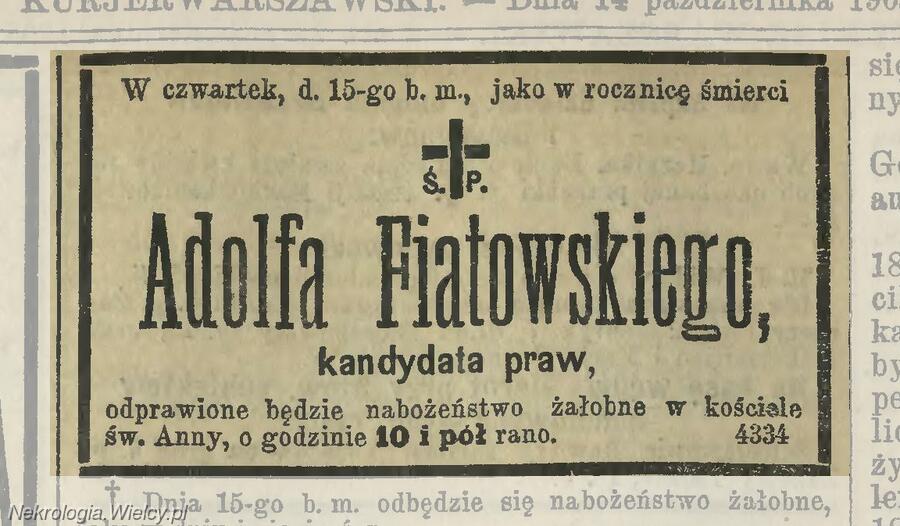 KURJER WARSZAWSKI. — Dnia 14 października
W czwartek, d. 15-go b. m., jako w rocznicę śmierci
Ś. P.
Adolfa Fiatowskiego,
kandydata praw,
odprawione będzie nabożeństwo żałobne w kościele
św. Anny, o godzinie 10 i pół rano. 4334
† Dnia 15-go b. m. odbędzie się nabożeństwo żałobne,
Nekrologia.Wielcy.pl